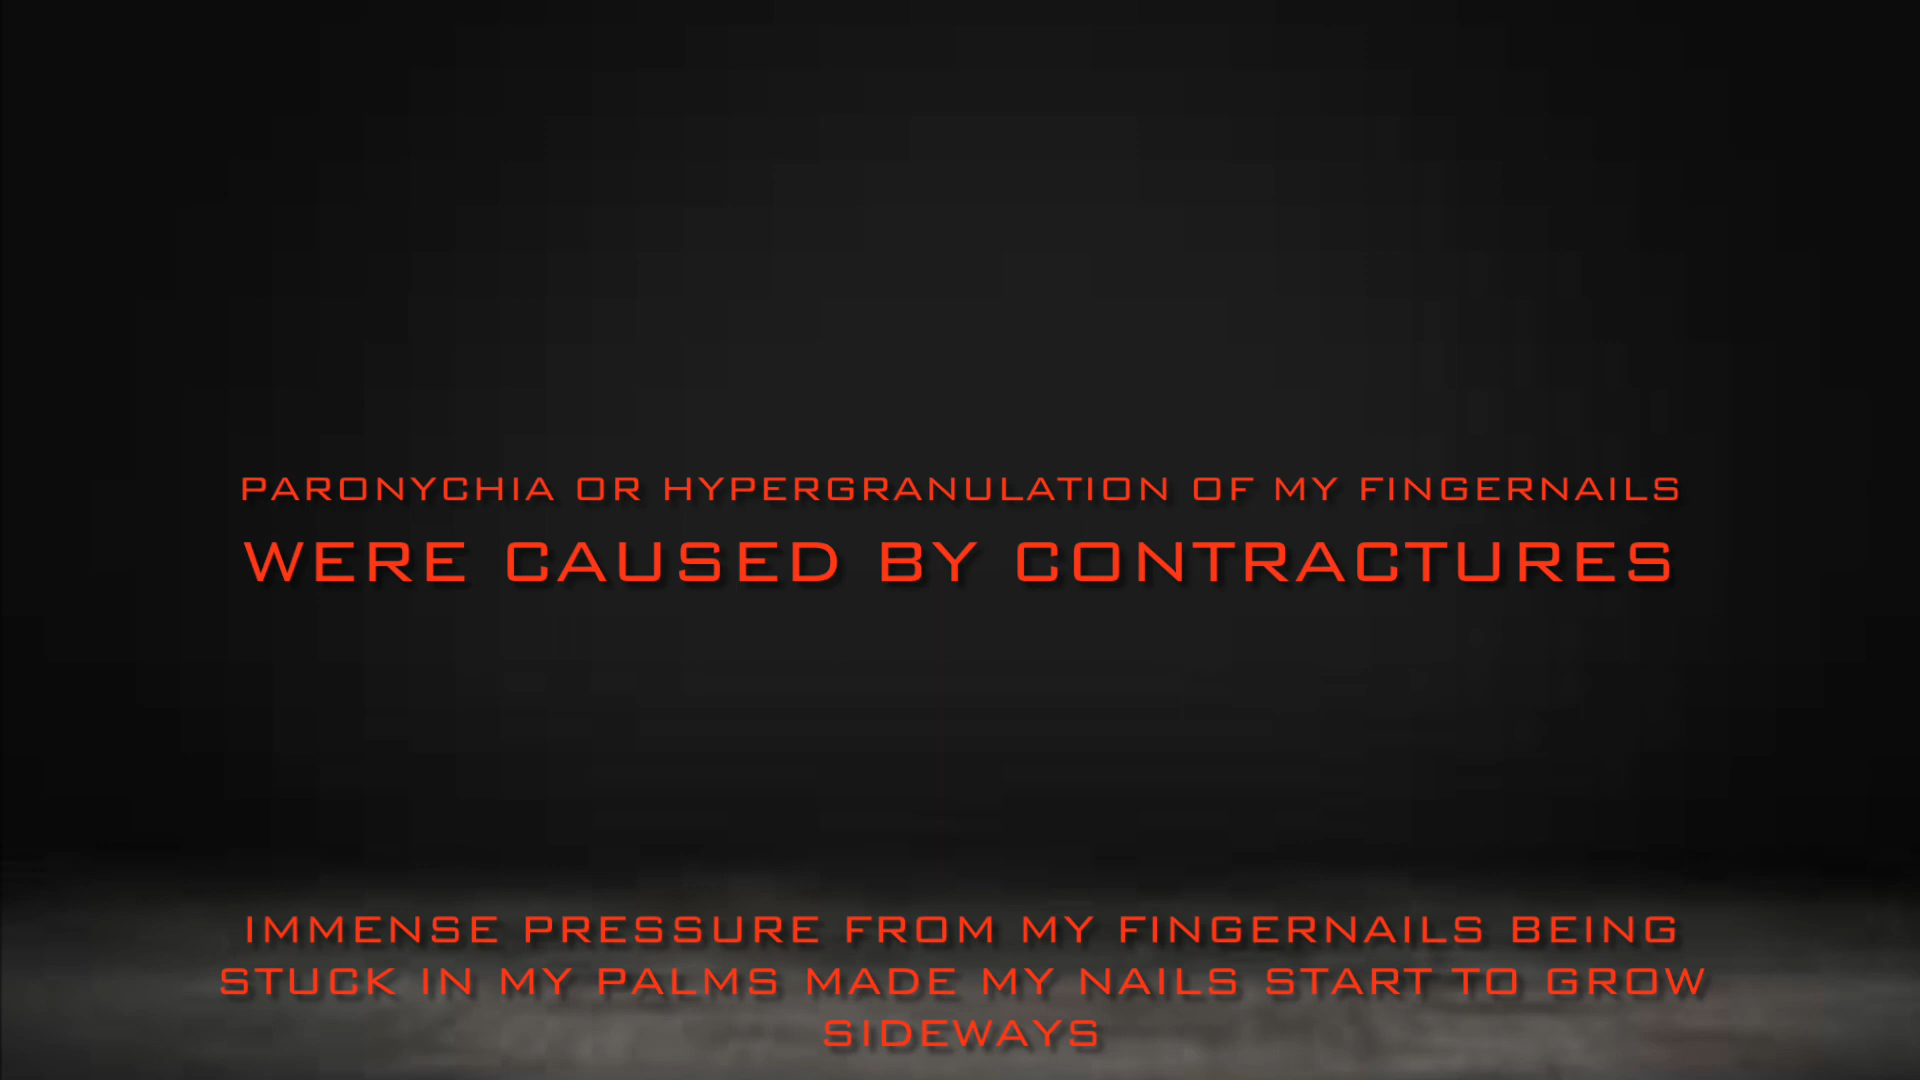 PARONYCHIA OR HYPERGRANULATION OF MY FINGERNAILS
WERE CAUSED BY CONTRACTURES
IMMENSE PRESSURE FROM MY FINGERNAILS BEING
STUCK IN MY PALMS MADE MY NAILS START TO GROW
SIDEWAYS